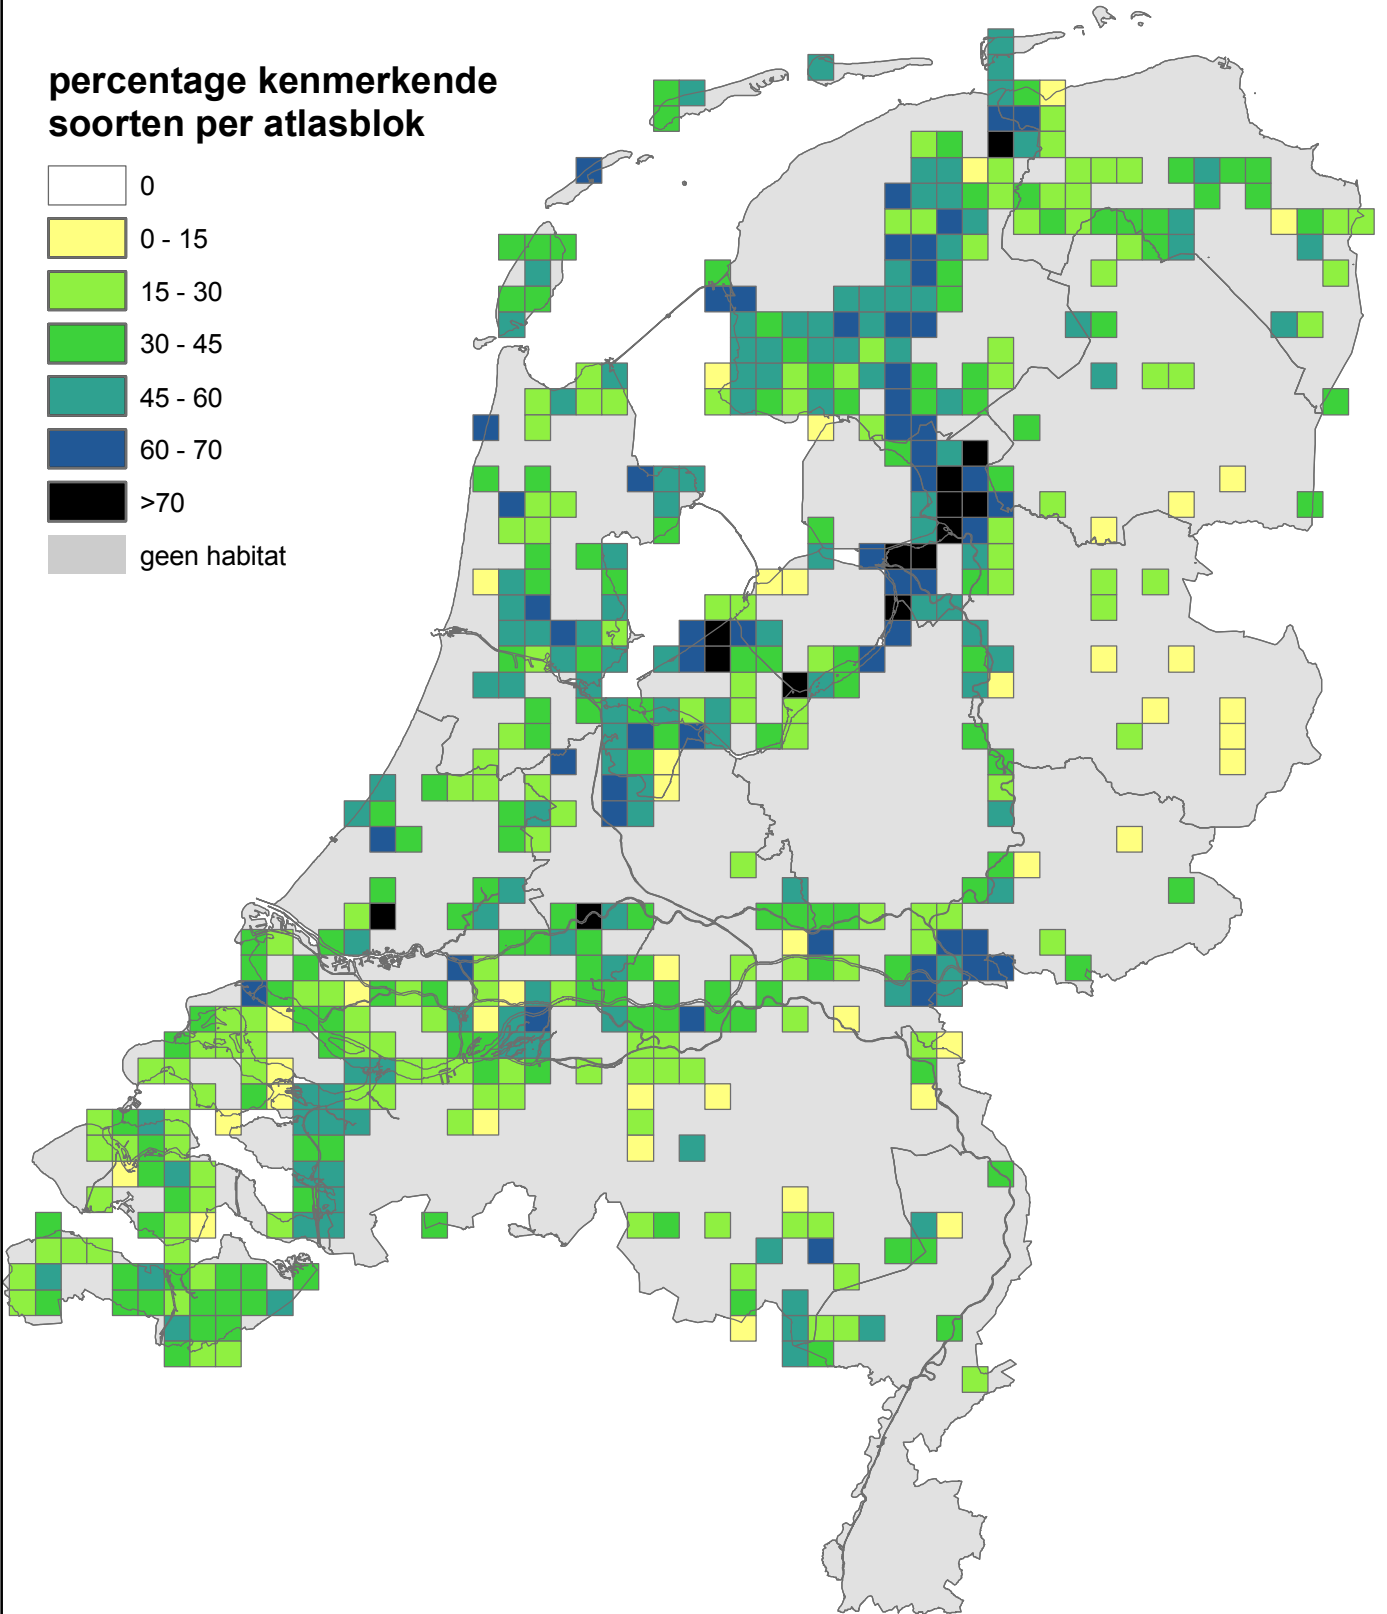 percentage kenmerkende
soorten per atlasblok
0
0 - 15
15 - 30
30 - 45
45 - 60
60 - 70
>70
geen habitat